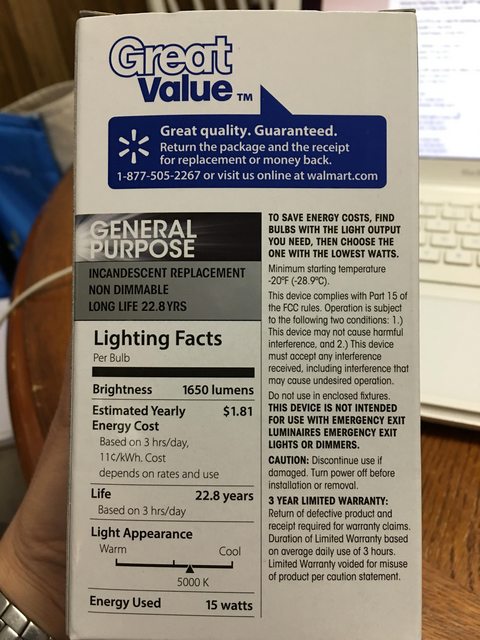 Great
Value TM
Great quality. Guaranteed.
Return the package and the receipt
for replacement or money back.
1-877-505-2267 or visit us online at walmart.com
GENERAL
PURPOSE
INCANDESCENT REPLACEMENT
NON DIMMABLE
LONG LIFE 22.8 YRS
Lighting Facts
Per Bulb
Brightness 1650 lumens
Estimated Yearly $1.81
Energy Cost
Based on 3 hrs/day,
11¢/kWh. Cost
depends on rates and use
Life 22.8 years
Based on 3 hrs/day
Light Appearance
Warm Cool
5000 K
Energy Used 15 watts
TO SAVE ENERGY COSTS, FIND
BULBS WITH THE LIGHT OUTPUT
YOU NEED, THEN CHOOSE THE
ONE WITH THE LOWEST WATTS.
Minimum starting temperature
-20°F (-28.9°C).
This device complies with Part 15 of
the FCC rules. Operation is subject
to the following two conditions: 1.)
This device may not cause harmful
interference, and 2.) This device
must accept any interference
received, including interference that
may cause undesired operation.
Do not use in enclosed fixtures.
THIS DEVICE IS NOT INTENDED
FOR USE WITH EMERGENCY EXIT
LUMINAIRES EMERGENCY EXIT
LIGHTS OR DIMMERS.
CAUTION: Discontinue use if
damaged. Turn power off before
installation or removal.
3 YEAR LIMITED WARRANTY:
Return of defective product and
receipt required for warranty claims.
Duration of Limited Warranty based
on average daily use of 3 hours.
Limited Warranty voided for misuse
of product per caution statement.